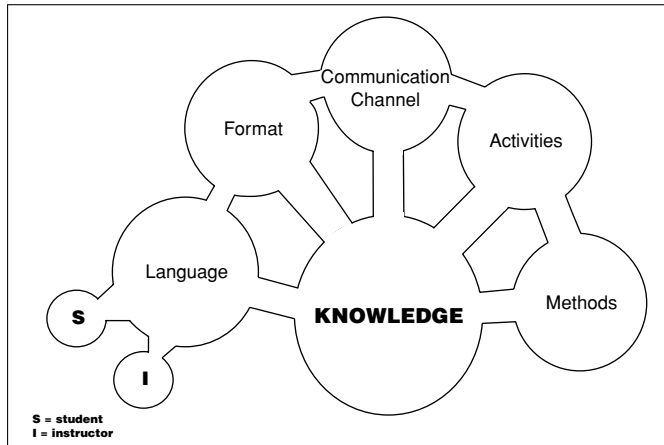 Communication
Channel
Format
Activities
Language
Methods
KNOWLEDGE
S
I
S = student
I = instructor